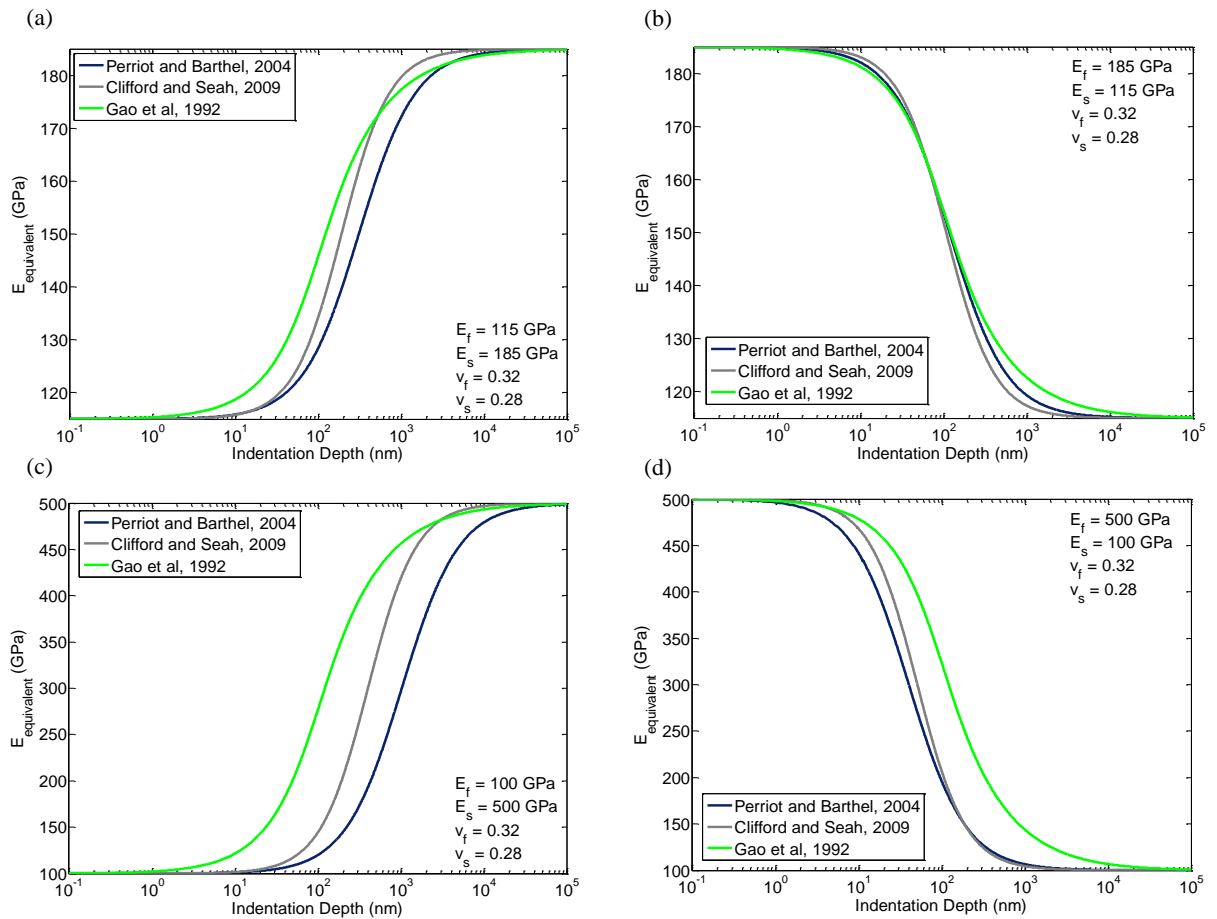 (a)
Perriot and Barthel, 2004
Clifford and Seah, 2009
Gao et al, 1992
E_f = 115 GPa
E_s = 185 GPa
v_f = 0.32
v_s = 0.28
180
170
160
150
140
130
120
E_equivalent (GPa)
10^-1 10^0 10^1 10^2 10^3 10^4 10^5
Indentation Depth (nm)
(b)
E_f = 185 GPa
E_s = 115 GPa
v_f = 0.32
v_s = 0.28
Perriot and Barthel, 2004
Clifford and Seah, 2009
Gao et al, 1992
180
170
160
150
140
130
120
E_equivalent (GPa)
10^-1 10^0 10^1 10^2 10^3 10^4 10^5
Indentation Depth (nm)
(c)
Perriot and Barthel, 2004
Clifford and Seah, 2009
Gao et al, 1992
E_f = 100 GPa
E_s = 500 GPa
v_f = 0.32
v_s = 0.28
500
450
400
350
300
250
200
150
100
E_equivalent (GPa)
10^-1 10^0 10^1 10^2 10^3 10^4 10^5
Indentation Depth (nm)
(d)
E_f = 500 GPa
E_s = 100 GPa
v_f = 0.32
v_s = 0.28
Perriot and Barthel, 2004
Clifford and Seah, 2009
Gao et al, 1992
500
450
400
350
300
250
200
150
100
E_equivalent (GPa)
10^-1 10^0 10^1 10^2 10^3 10^4 10^5
Indentation Depth (nm)